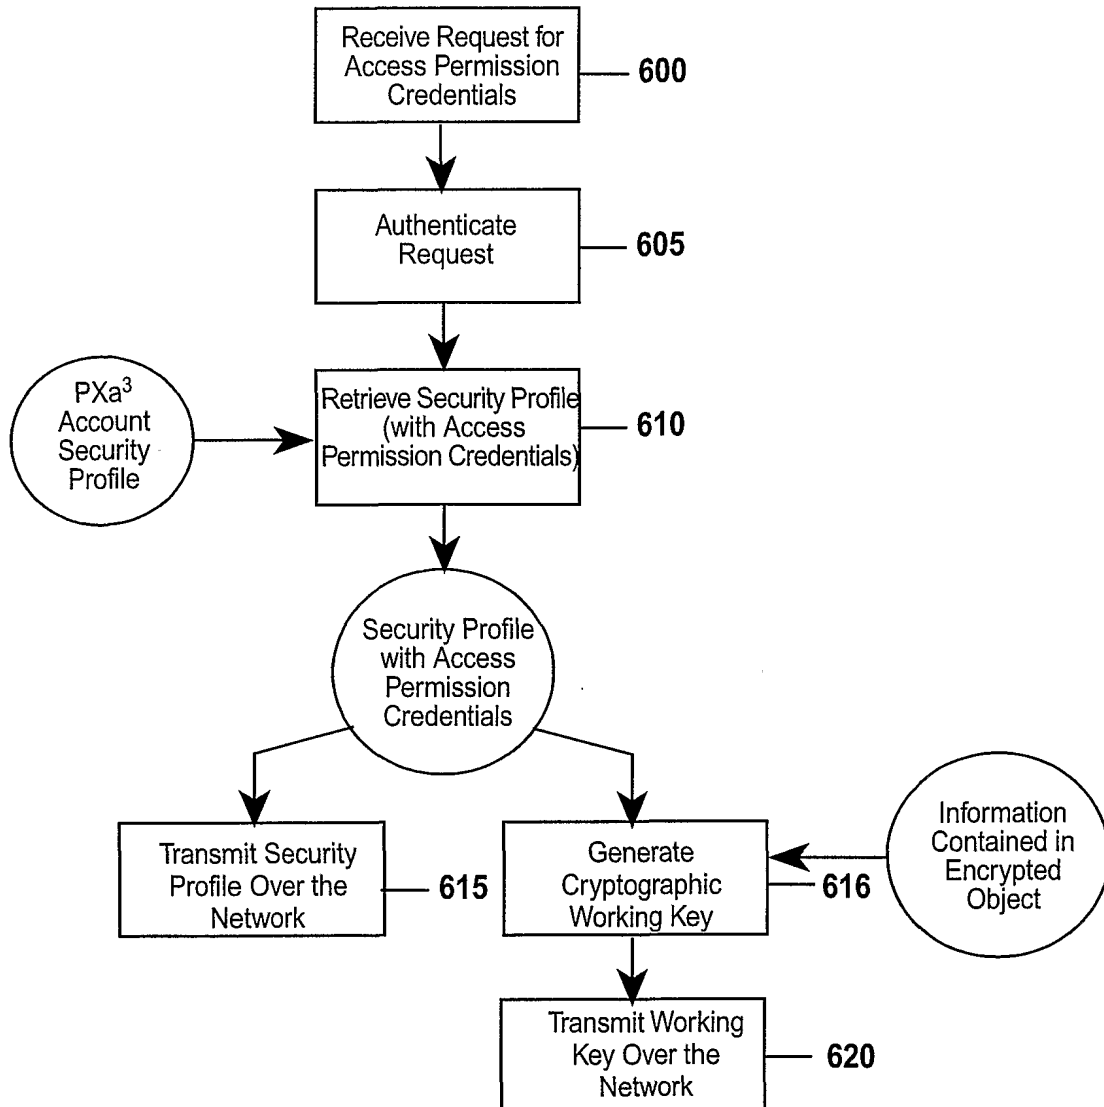 Receive Request for
Access Permission
Credentials
600
Authenticate
Request
605
PXa³
Account
Security
Profile
Retrieve Security Profile
(with Access
Permission Credentials)
610
Security Profile
with Access
Permission
Credentials
Transmit Security
Profile Over the
Network
615
Generate
Cryptographic
Working Key
616
Information
Contained in
Encrypted
Object
Transmit Working
Key Over the
Network
620